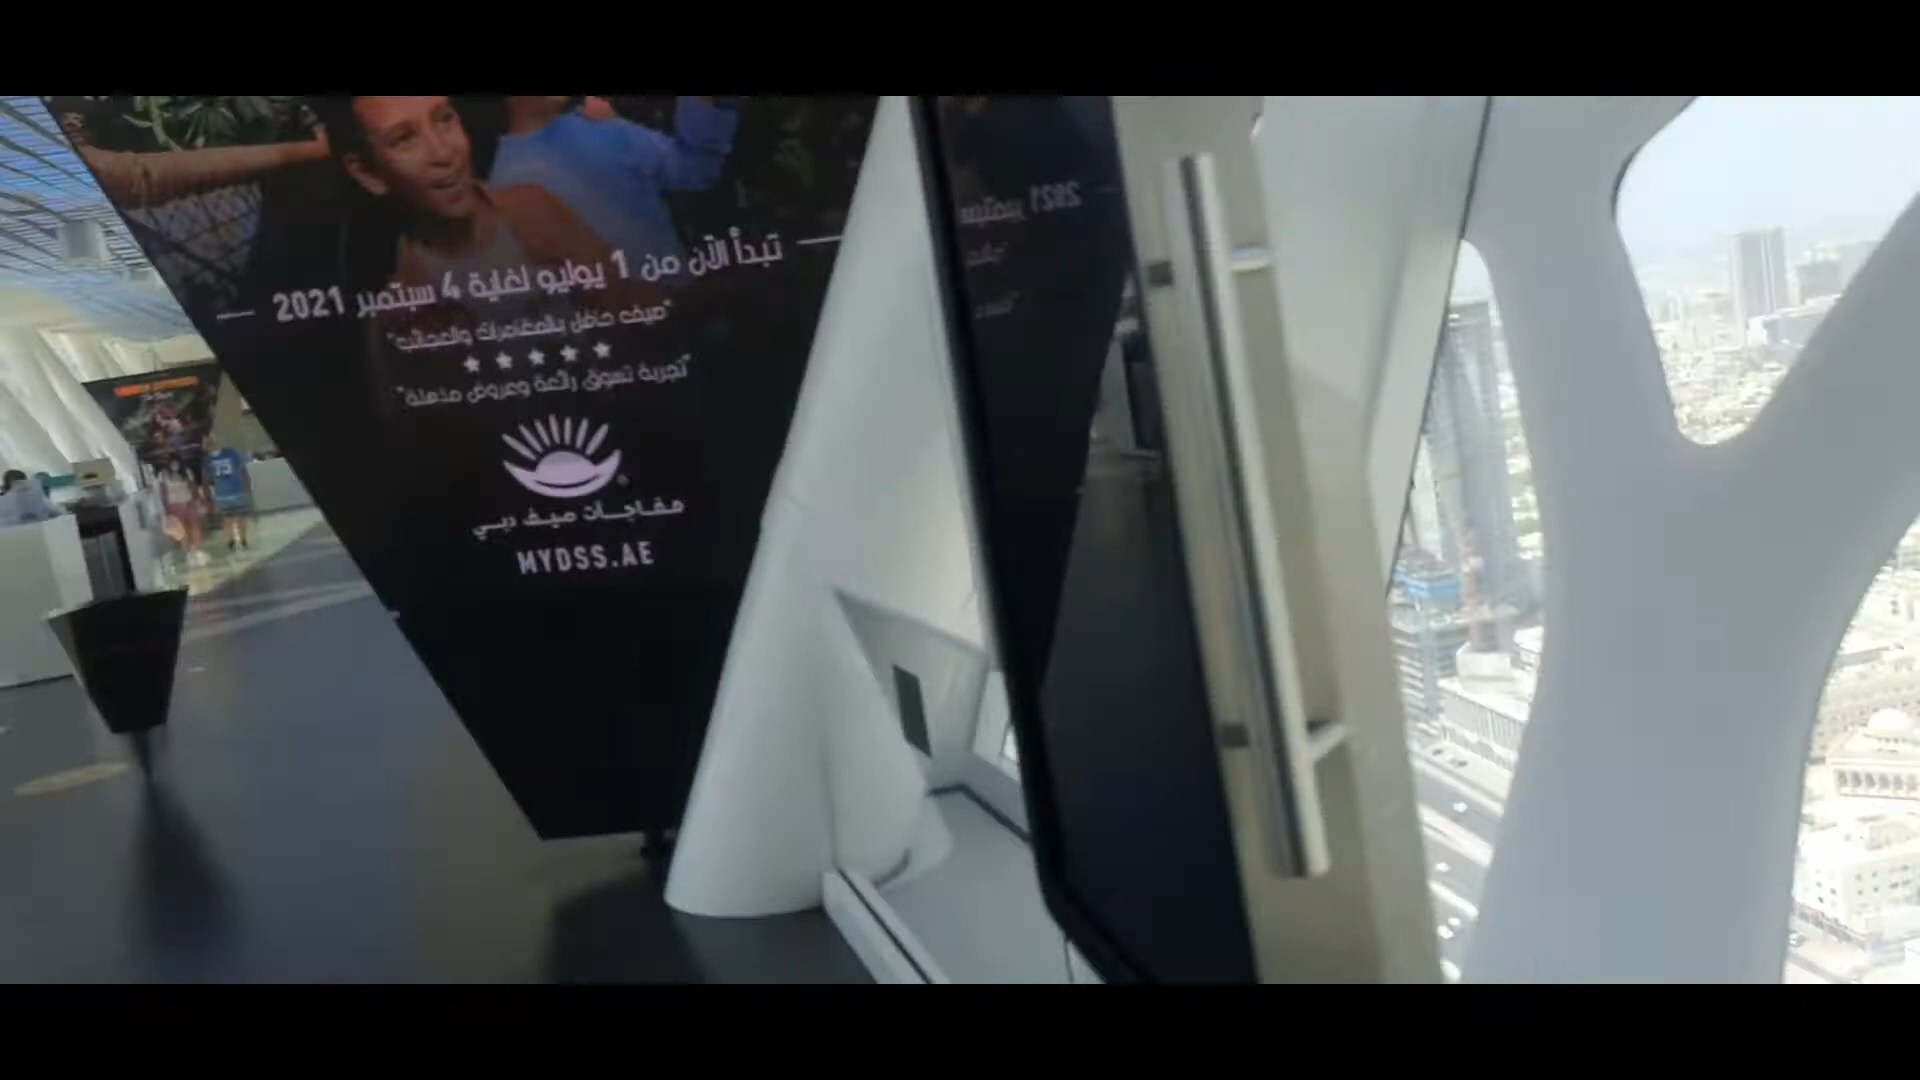 تبدأ الآن من 1 يوليو لغاية 4 سبتمبر 2021
"صيف حافل بالمغامرات والعجائب"
"تجربة تسوق رائعة وعروض مذهلة"
مفاجآت صيف دبي
MYDSS.AE
75